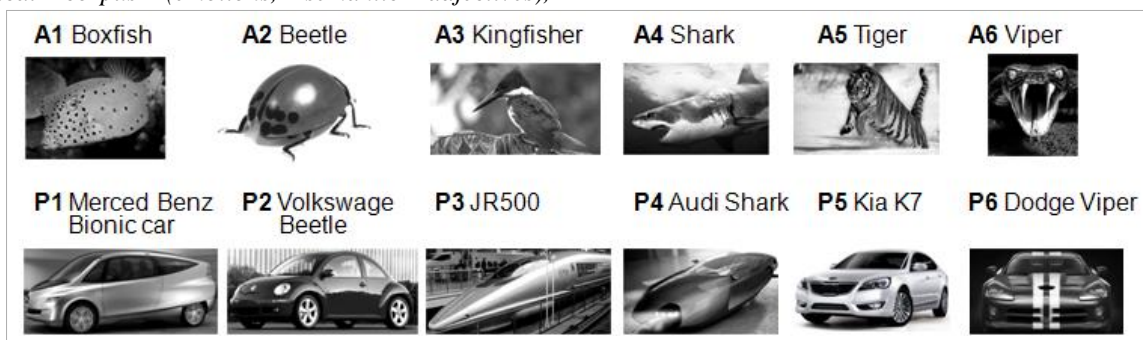 A1 Boxfish
A2 Beetle
A3 Kingfisher
A4 Shark
A5 Tiger
A6 Viper
P1 Merced Benz
Bionic car
P2 Volkswage
Beetle
P3 JR500
P4 Audi Shark
P5 Kia K7
P6 Dodge Viper